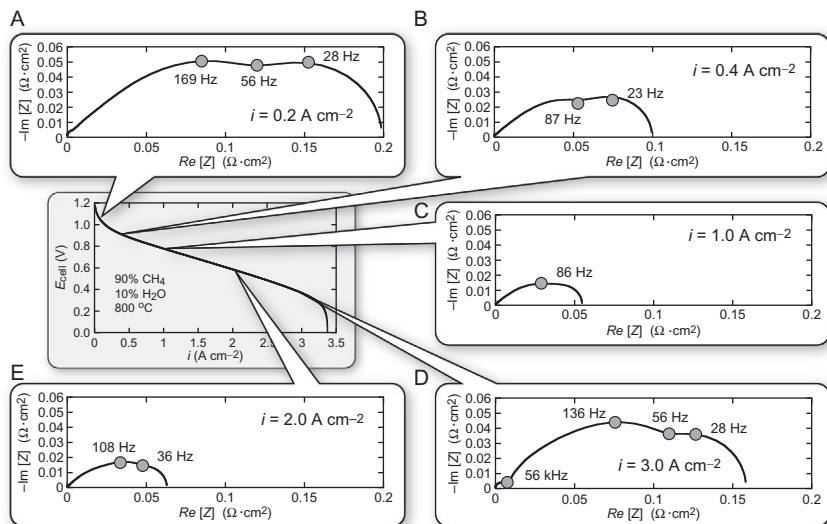 A
0.06
0.05
0.04
0.03
0.02
0.01
0
–Im [Z] (Ω·cm2)
28 Hz
169 Hz
56 Hz
i = 0.2 A cm–2
0 0.05 0.1 0.15 0.2
Re [Z] (Ω·cm2)
B
0.06
0.05
0.04
0.03
0.02
0.01
0
–Im [Z] (Ω·cm2)
i = 0.4 A cm–2
23 Hz
87 Hz
0 0.05 0.1 0.15 0.2
Re [Z] (Ω·cm2)
1.2
1.0
0.8
0.6
0.4
0.2
0.0
Ecell (V)
90% CH4
10% H2O
800 oC
0 0.5 1 1.5 2 2.5 3 3.5
i (A cm–2)
C
0.06
0.05
0.04
0.03
0.02
0.01
0
–Im [Z] (Ω·cm2)
i = 1.0 A cm–2
86 Hz
0 0.05 0.1 0.15 0.2
Re [Z] (Ω·cm2)
E
0.06
0.05
0.04
0.03
0.02
0.01
0
–Im [Z] (Ω·cm2)
i = 2.0 A cm–2
108 Hz
36 Hz
0 0.05 0.1 0.15 0.2
Re [Z] (Ω·cm2)
D
0.06
0.05
0.04
0.03
0.02
0.01
0
–Im [Z] (Ω·cm2)
136 Hz
56 Hz
28 Hz
56 kHz
i = 3.0 A cm–2
0 0.05 0.1 0.15 0.2
Re [Z] (Ω·cm2)